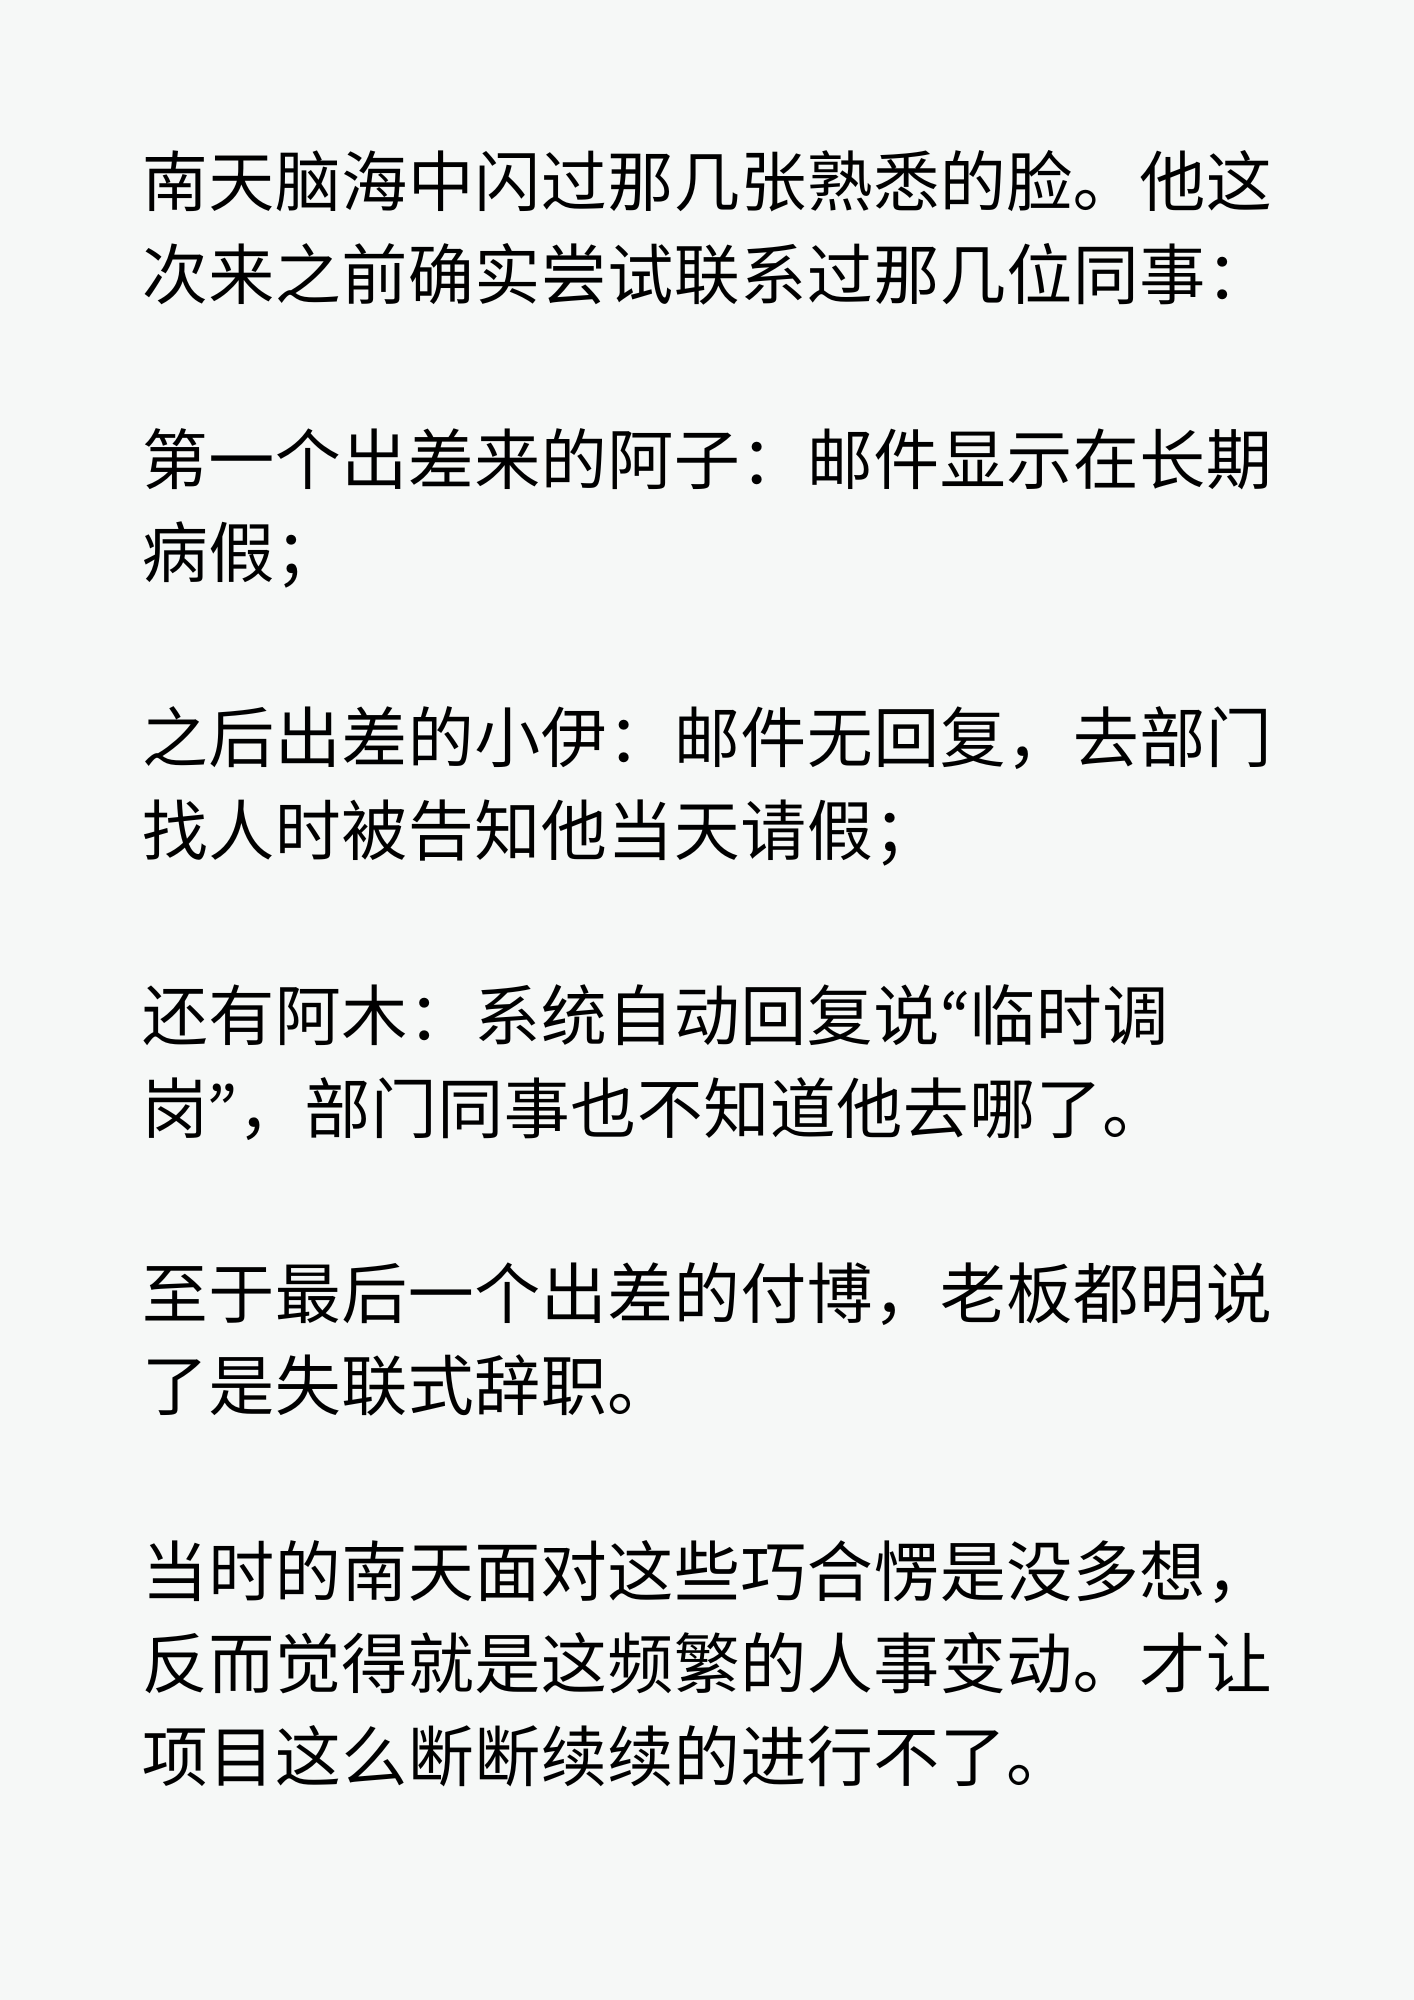 南天脑海中闪过那几张熟悉的脸。他这
次来之前确实尝试联系过那几位同事：
第一个出差来的阿子：邮件显示在长期
病假；
之后出差的小伊：邮件无回复，去部门
找人时被告知他当天请假；
还有阿木：系统自动回复说“临时调
岗”，部门同事也不知道他去哪了。
至于最后一个出差的付博，老板都明说
了是失联式辞职。
当时的南天面对这些巧合愣是没多想，
反而觉得就是这频繁的人事变动。才让
项目这么断断续续的进行不了。